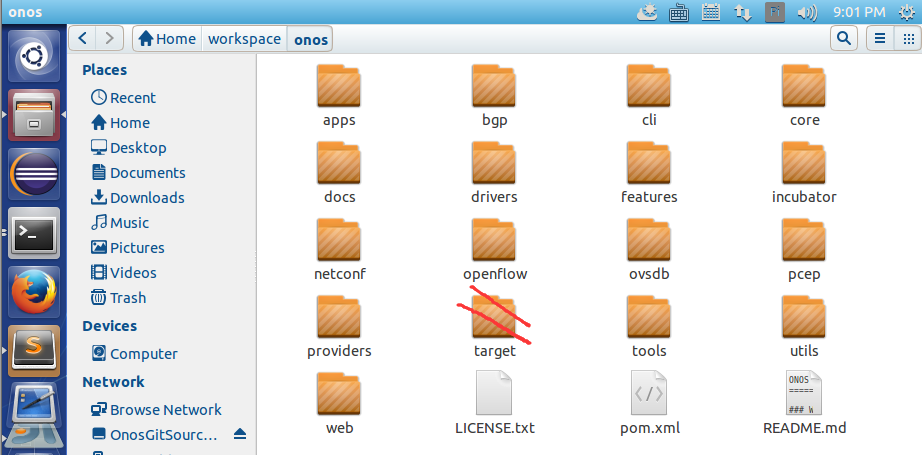 onos
9:01 PM
Home workspace onos
Places
Recent
Home
Desktop
Documents
Downloads
Music
Pictures
Videos
Trash
Devices
Computer
Network
Browse Network
OnosGitSourc...
apps bgp cli core
docs drivers features incubator
netconf openflow ovsdb pcep
providers target tools utils
web LICENSE.txt pom.xml README.md